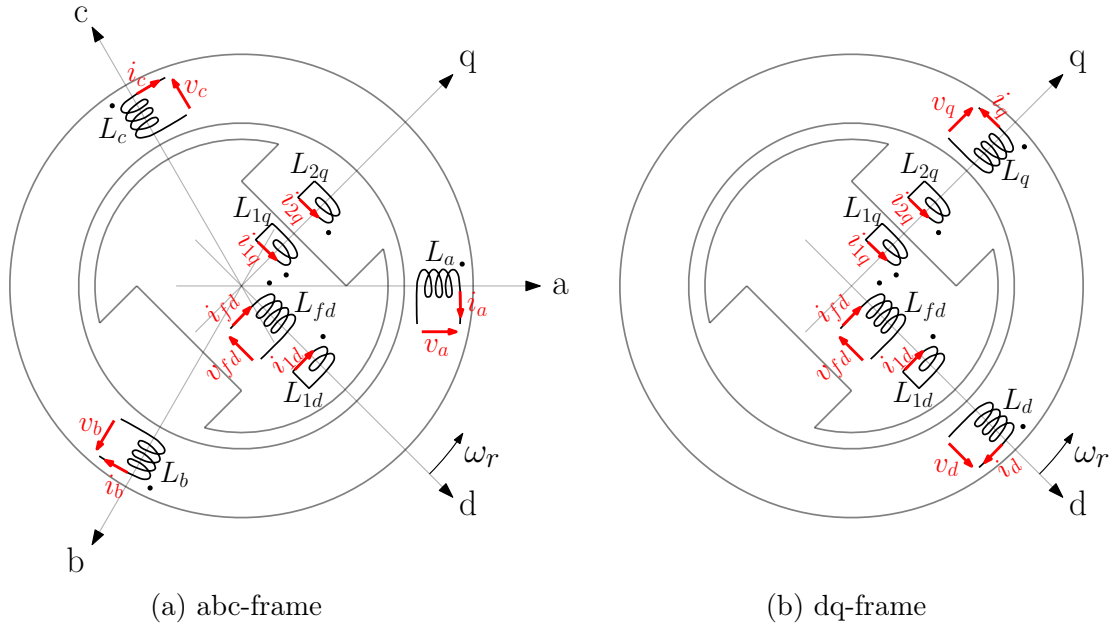 c
q
i_c
v_c
L_c
L_{2q}
i_{2q}
L_{1q}
i_{1q}
L_a
a
i_a
v_a
i_{fd}
L_{fd}
v_{fd}
i_{1d}
L_{1d}
v_b
L_b
i_b
ω_r
d
b
(a) abc-frame
q
v_q
i_q
L_q
L_{2q}
i_{2q}
L_{1q}
i_{1q}
i_{fd}
L_{fd}
v_{fd}
i_{1d}
L_{1d}
L_d
v_d
i_d
ω_r
d
(b) dq-frame